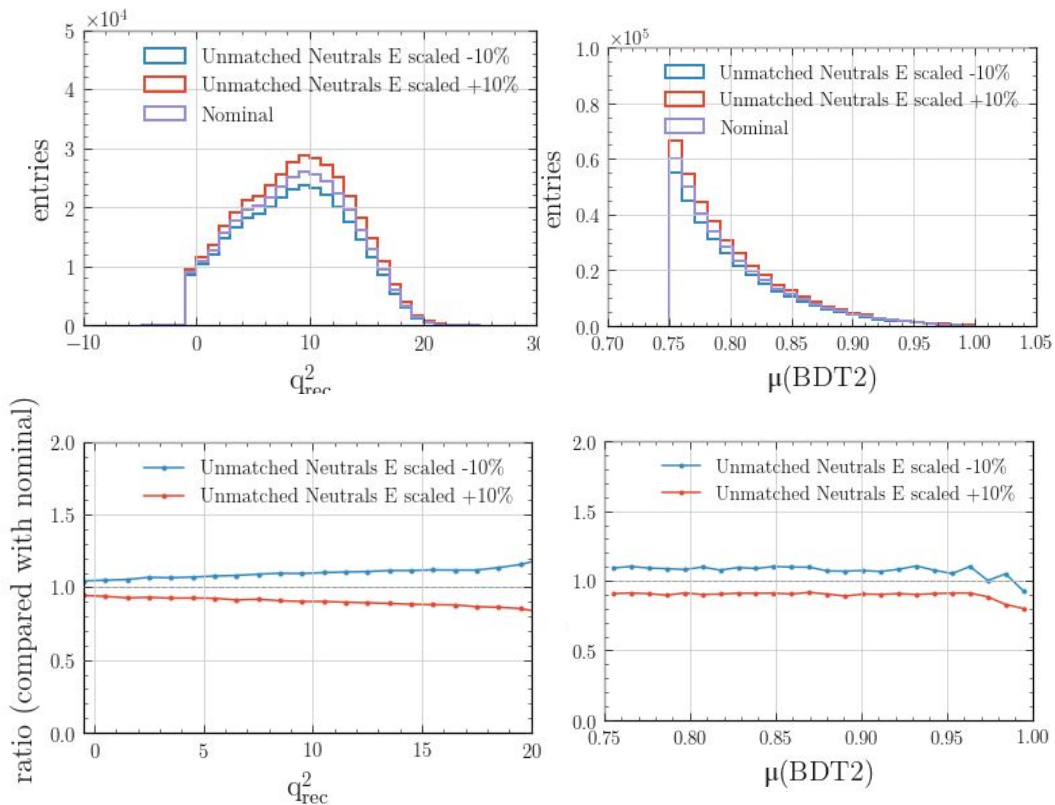 ×10⁴
5
4
3
2
1
0
entries
Unmatched Neutrals E scaled -10%
Unmatched Neutrals E scaled +10%
Nominal
−10
0
10
20
q²rec
×10⁵
1.0
0.8
0.6
0.4
0.2
0.0
entries
Unmatched Neutrals E scaled -10%
Unmatched Neutrals E scaled +10%
Nominal
0.70
0.75
0.80
0.85
0.90
0.95
1.00
1.05
μ(BDT2)
ratio (compared with nominal)
2.0
1.5
1.0
0.5
0.0
Unmatched Neutrals E scaled -10%
Unmatched Neutrals E scaled +10%
0
5
10
15
20
q²rec
2.0
1.5
1.0
0.5
0.0
Unmatched Neutrals E scaled -10%
Unmatched Neutrals E scaled +10%
0.75
0.80
0.85
0.90
0.95
1.00
μ(BDT2)